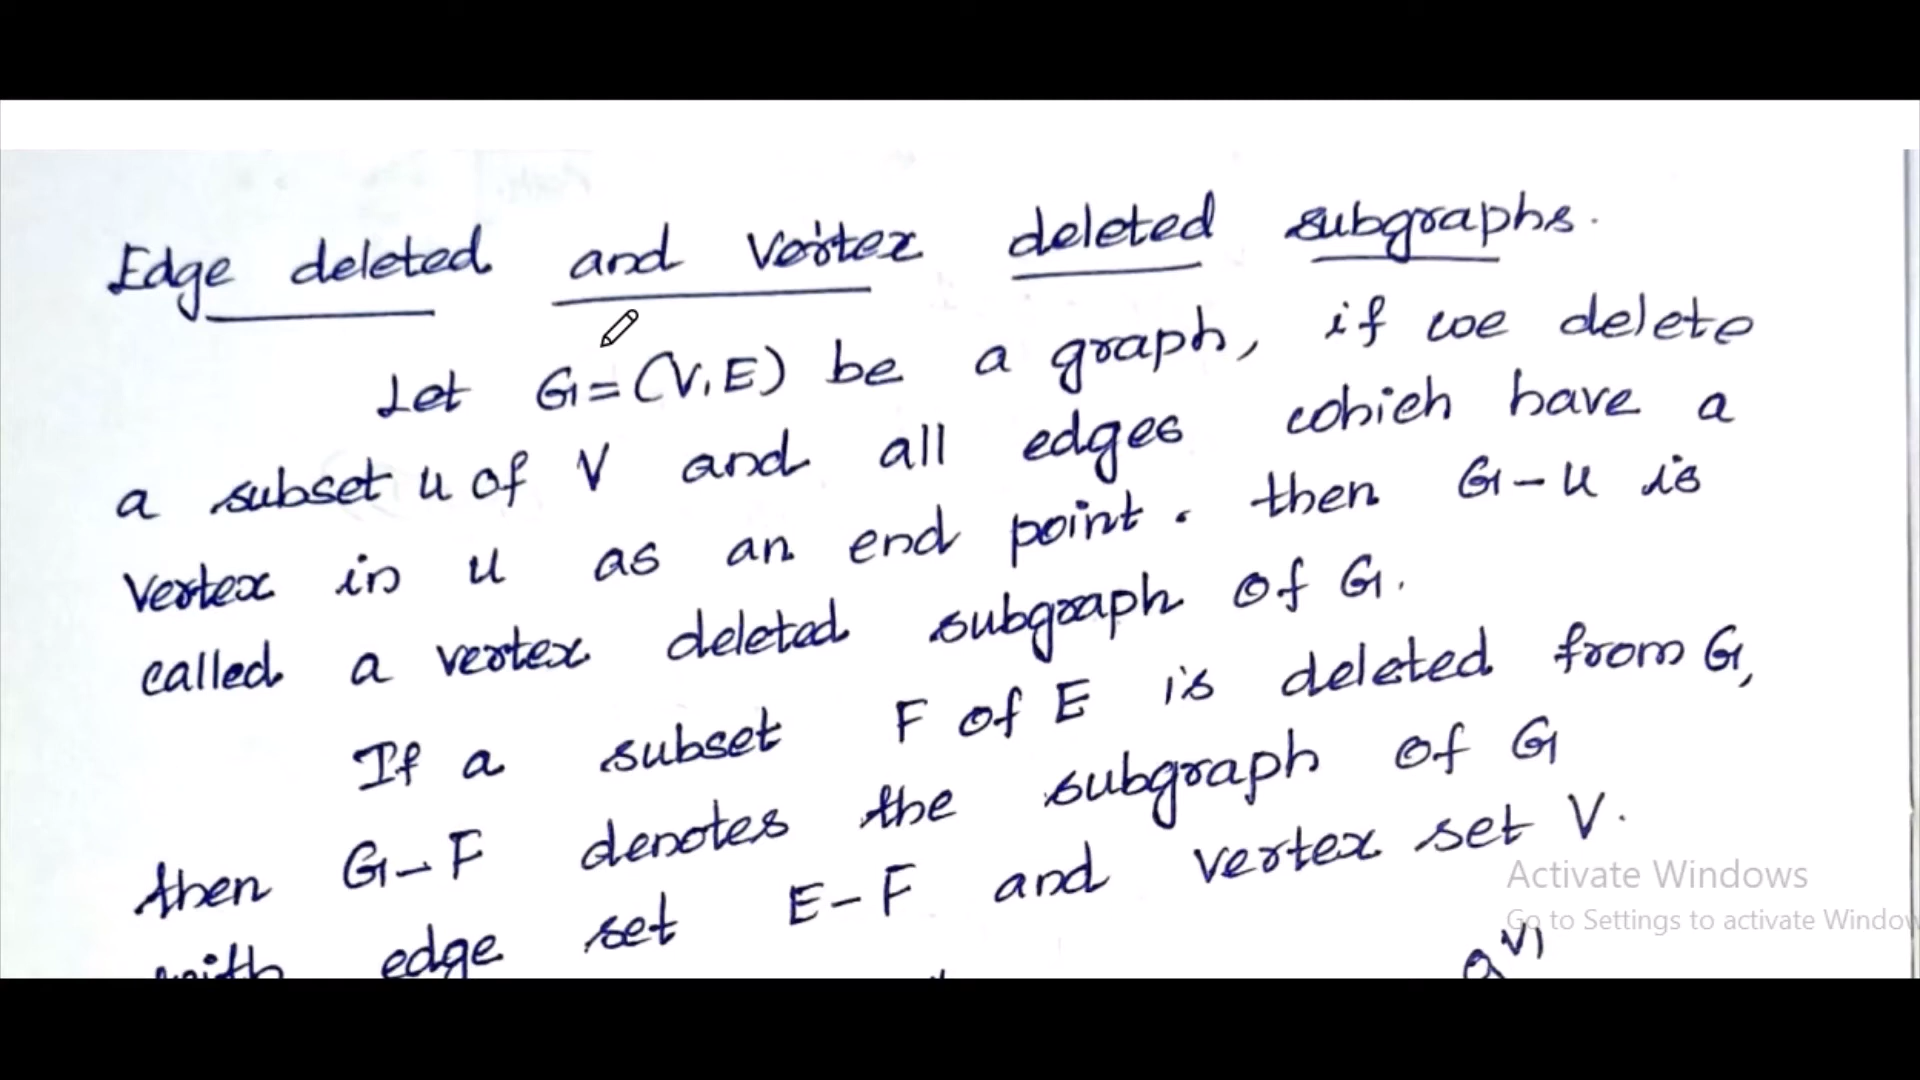 Edge deleted and vertex deleted subgraphs.
Let G=(V,E) be a graph, if we delete
a subset u of V and all edges which have a
vertex in u as an end point. then G-u is
called a vertex deleted subgraph of G.
If a subset F of E is deleted from G,
then G-F denotes the subgraph of G
with edge set E-F and vertex set V.
Activate Windows
Go to Settings to activate Window
V1